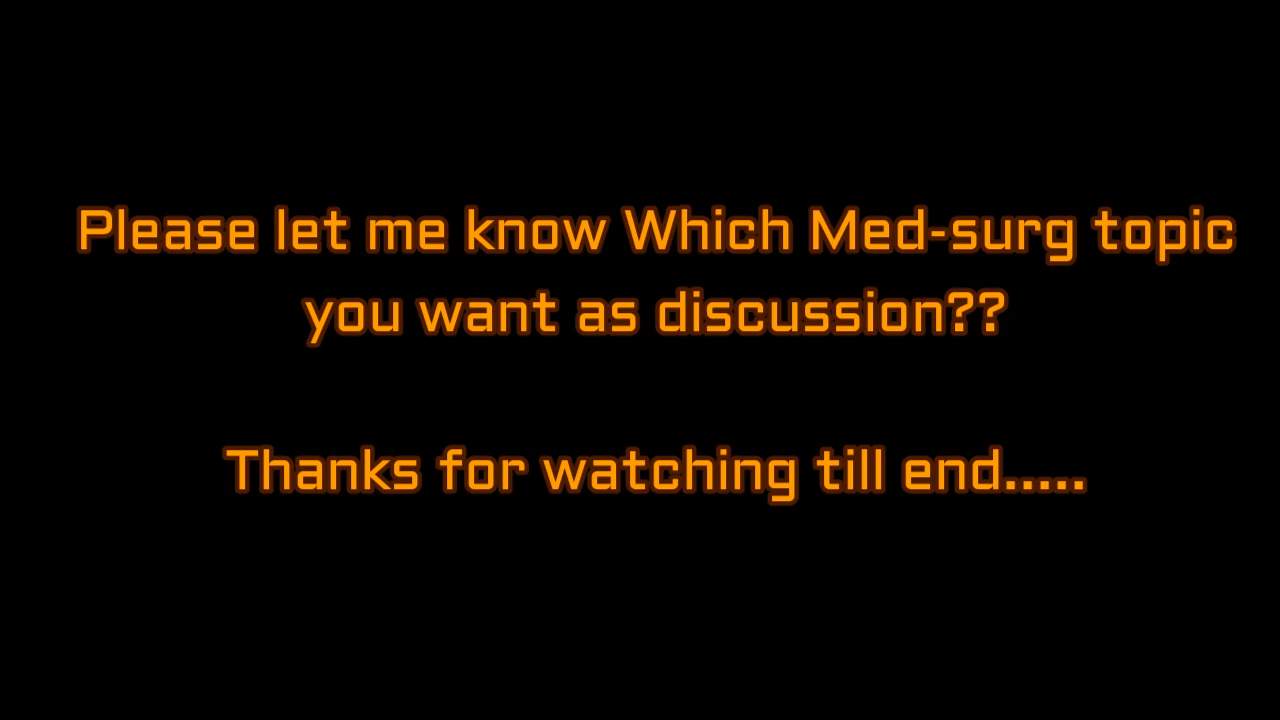 Please let me know Which Med-surg topic
you want as discussion??
Thanks for watching till end.....